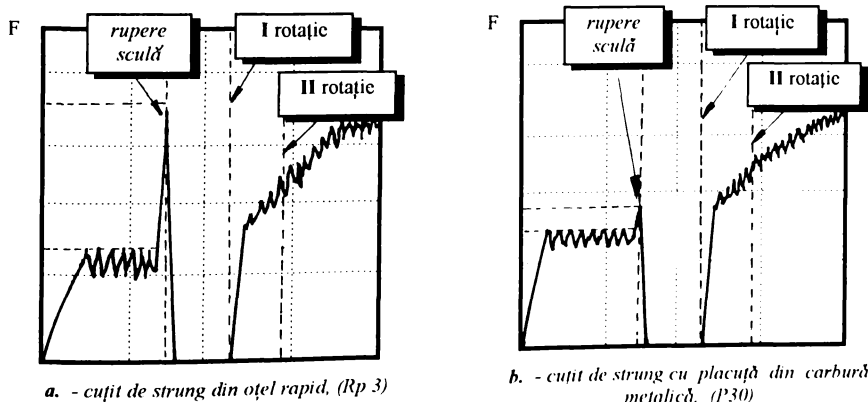 F
rupere
sculă
I rotație
II rotație
a. - cuțit de strung din oțel rapid, (Rp 3)
F
rupere
sculă
I rotație
II rotație
b. - cuțit de strung cu placuță din carbură
metalică, (P30)